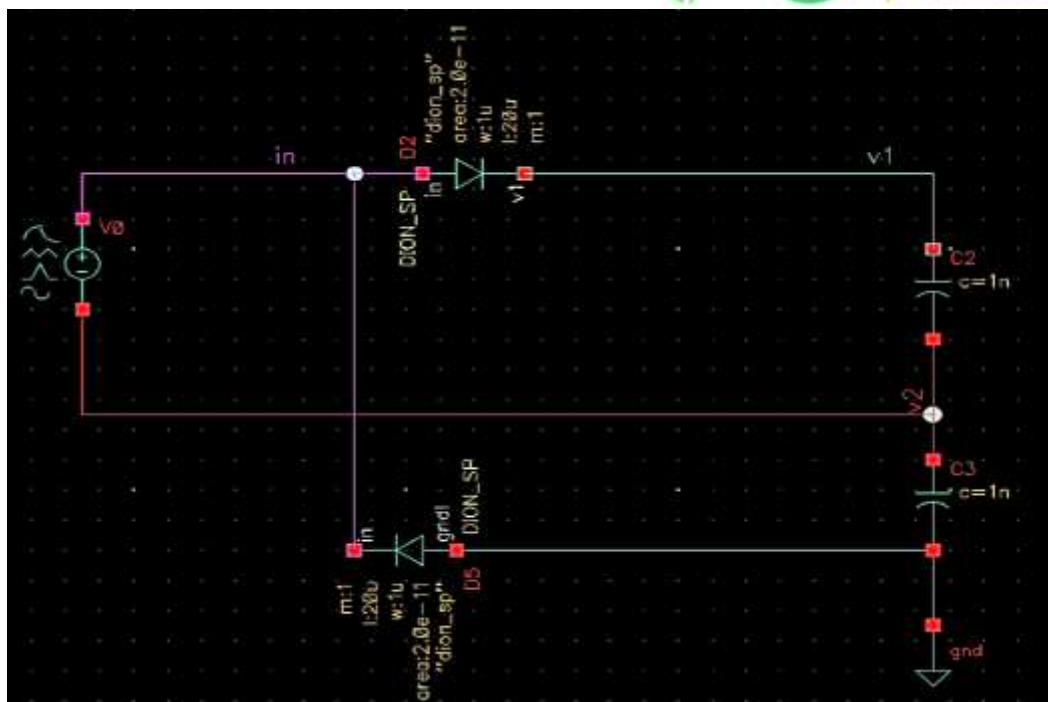 in
V0
D2
DION_SP
"dion_sp"
area:2.0e-11
w:1u
l:20u
m:1
in
v1
v1
C2
c=1n
v2
C3
c=1n
in
gnd!
DION_SP
D5
m:1
l:20u
w:1u
area:2.0e-11
"dion_sp"
gnd